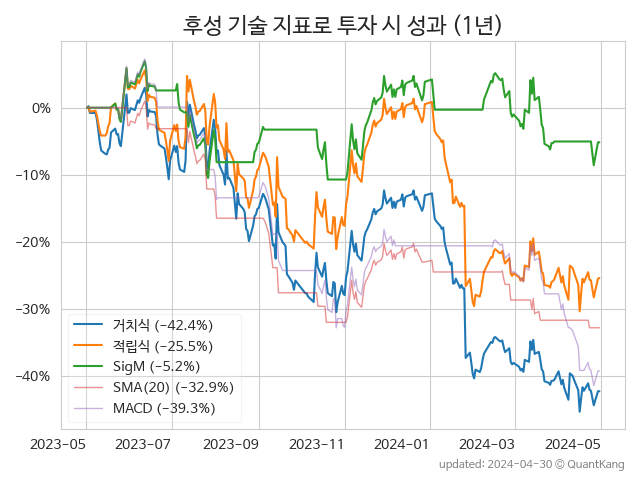 후성 기술 지표로 투자 시 성과 (1년)
0%
−10%
−20%
−30%
−40%
거치식 (−42.4%)
적립식 (−25.5%)
SigM (−5.2%)
SMA(20) (−32.9%)
MACD (−39.3%)
2023-05 2023-07 2023-09 2023-11 2024-01 2024-03 2024-05
updated: 2024-04-30 © QuantKang